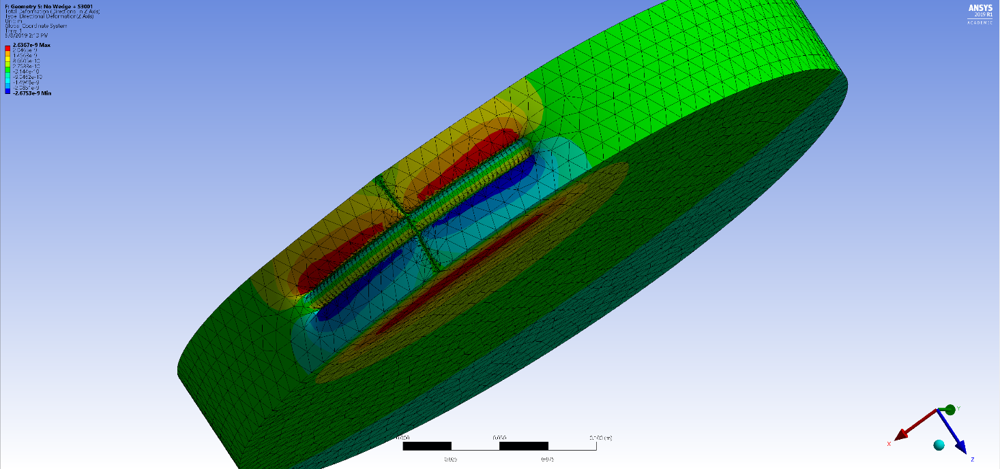 F: Geometry 5: No Wedge + S3001
Total Deformation (Directional in Z Axis)
Type: Directional Deformation(Z Axis)
Unit: m
Global Coordinate System
Time: 1
5/8/2019 2:13 PM
2.6367e-9 Max
2.0465e-9
1.4563e-9
8.6605e-10
2.7583e-10
-3.144e-10
-9.0462e-10
-1.4948e-9
-2.0851e-9
-2.6753e-9 Min
ANSYS
2019 R1
ACADEMIC
0.000
0.050
0.100 (m)
0.025
0.075
Y
X
Z